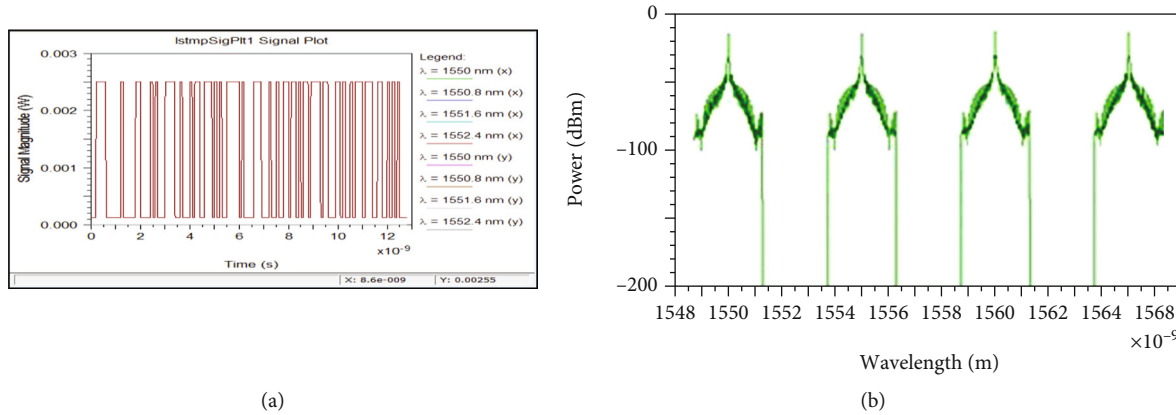 lstmpSigPlt1 Signal Plot
0.003
0.002
0.001
0.000
Signal Magnitude (W)
0 2 4 6 8 10 12
×10-9
Time (s)
Legend:
λ = 1550 nm (x)
λ = 1550.8 nm (x)
λ = 1551.6 nm (x)
λ = 1552.4 nm (x)
λ = 1550 nm (y)
λ = 1550.8 nm (y)
λ = 1551.6 nm (y)
λ = 1552.4 nm (y)
X: 8.6e-009 Y: 0.00255
(a)
0
–50
–100
–150
–200
Power (dBm)
1548 1550 1552 1554 1556 1558 1560 1562 1564 1568
×10–9
Wavelength (m)
(b)